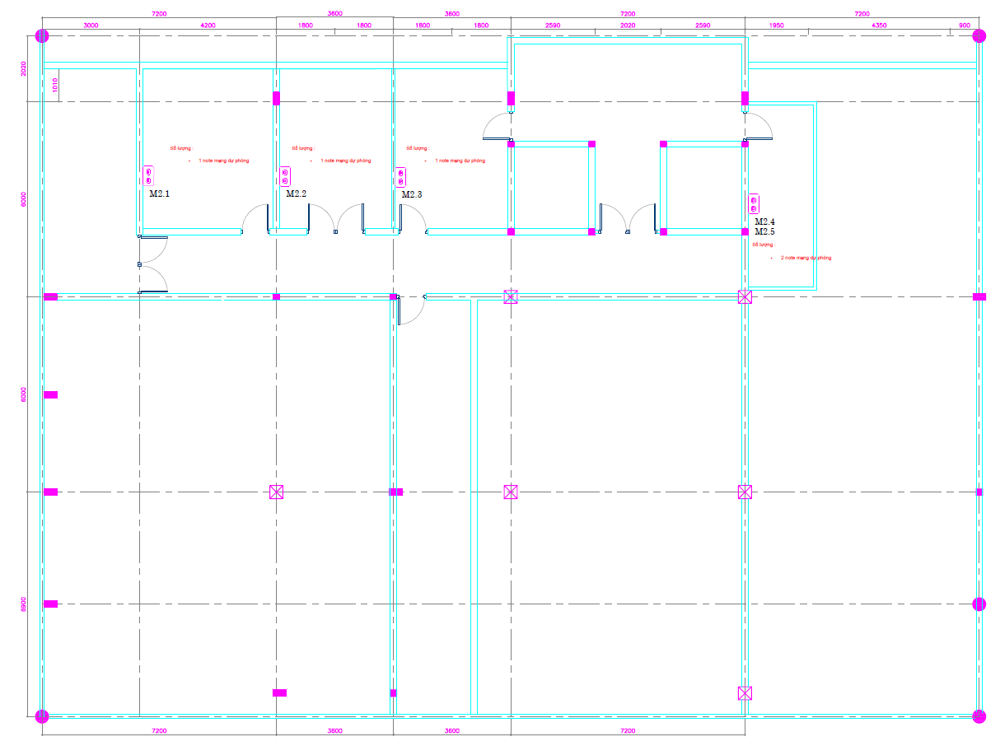 7200
3600
3600
7200
7200
3000
4200
1800
1800
1800
1800
2590
2020
2590
1950
4350
900
2020
1010
Số lượng :
- 1 note mạng dự phòng
Số lượng :
- 1 note mạng dự phòng
Số lượng :
- 1 note mạng dự phòng
M2.1
M2.2
M2.3
6000
M2.4
M2.5
Số lượng :
- 2 note mạng dự phòng
6000
6900
7200
3600
3600
7200